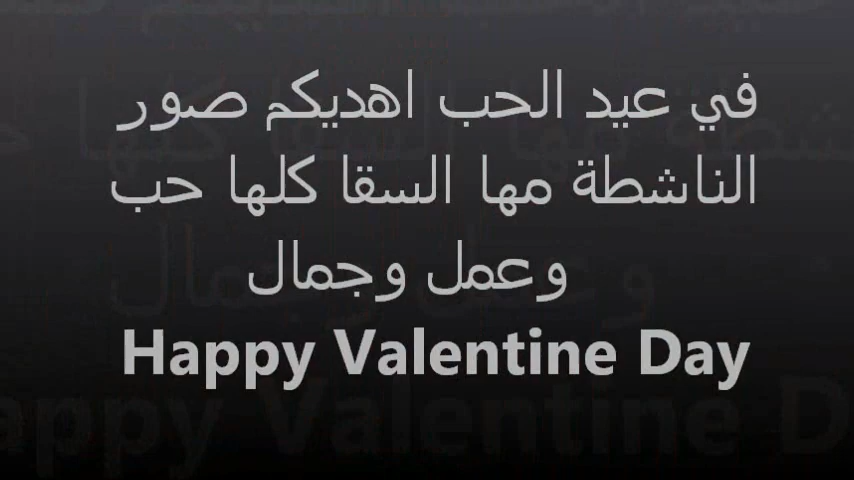 في عيد الحب اهديكم صور
الناشطة مها السقا كلها حب
وعمل وجمال
Happy Valentine Day